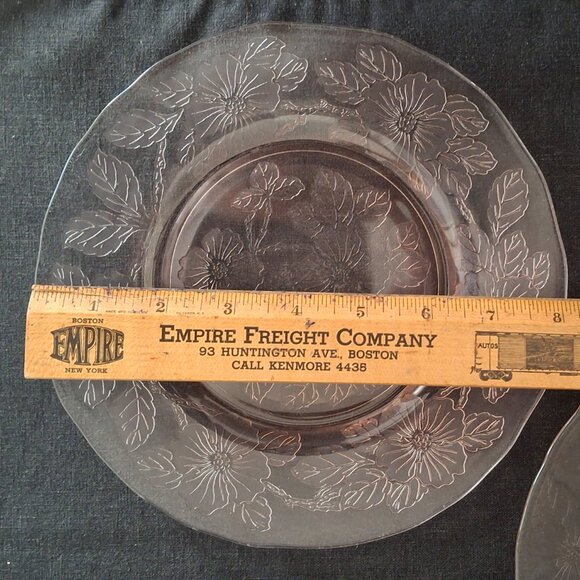 1 2 3 4 5 6 7 8
BOSTON
EMPIRE
NEW YORK
EMPIRE FREIGHT COMPANY
93 HUNTINGTON AVE., BOSTON
CALL KENMORE 4435
AUTOS